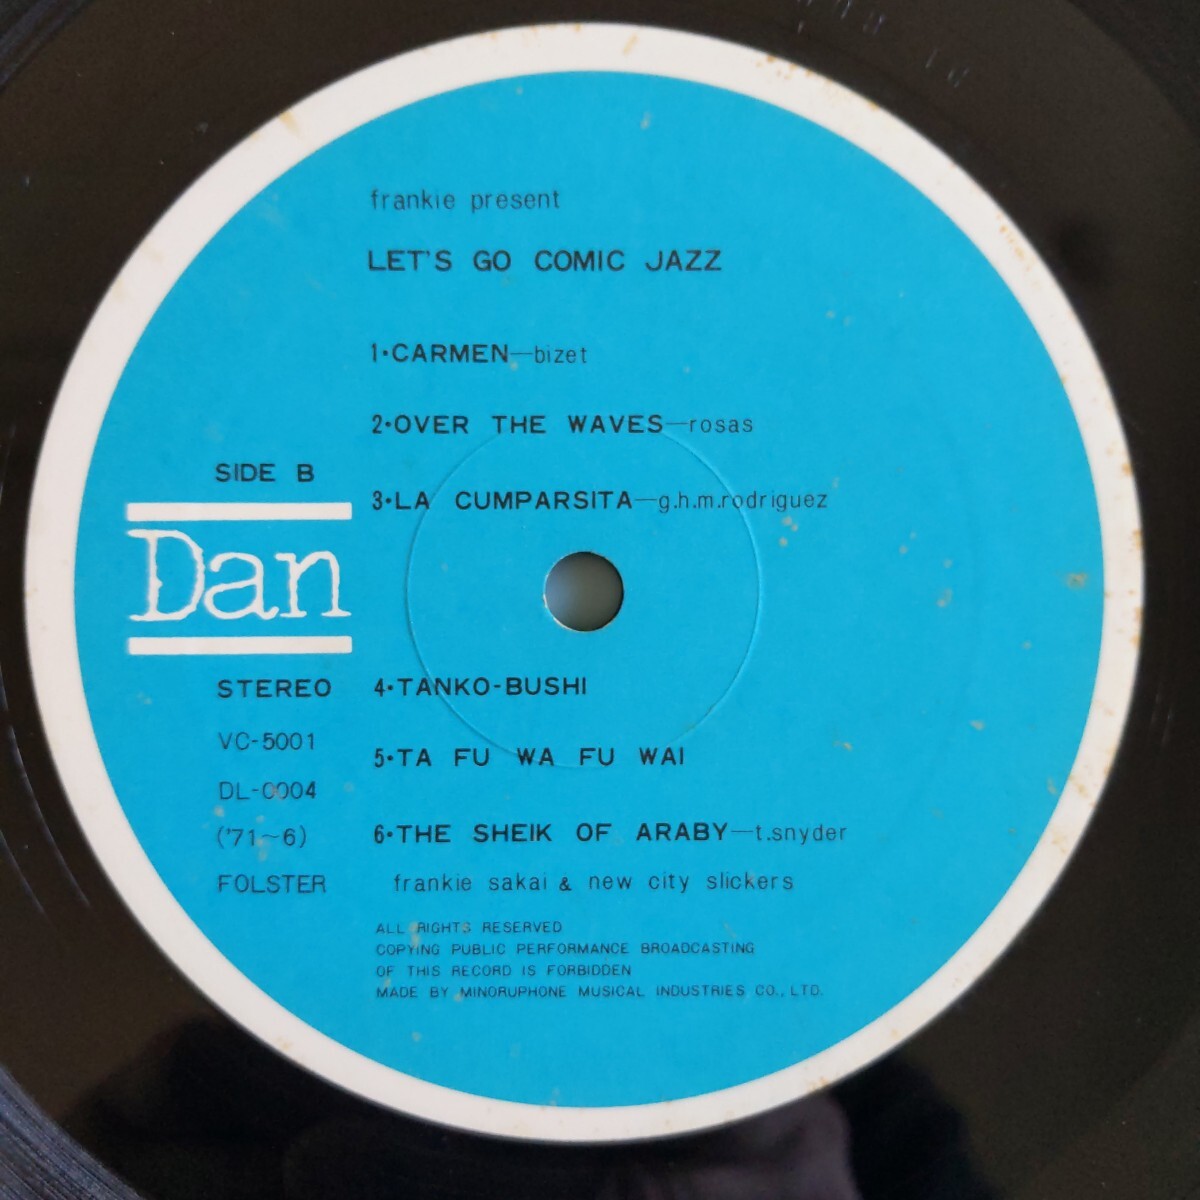 frankie present
LET'S GO COMIC JAZZ
1·CARMEN—bizet
2·OVER THE WAVES—rosas
SIDE B
3·LA CUMPARSITA—g.h.m.rodriguez
Dan
STEREO
4·TANKO-BUSHI
VC-5001
5·TA FU WA FU WAI
DL-0004
('71~6)
6·THE SHEIK OF ARABY—t.snyder
FOLSTER
frankie sakai & new city slickers
ALL RIGHTS RESERVED
COPYING PUBLIC PERFORMANCE BROADCASTING
OF THIS RECORD IS FORBIDDEN
MADE BY MINORUPHONE MUSICAL INDUSTRIES CO., LTD.